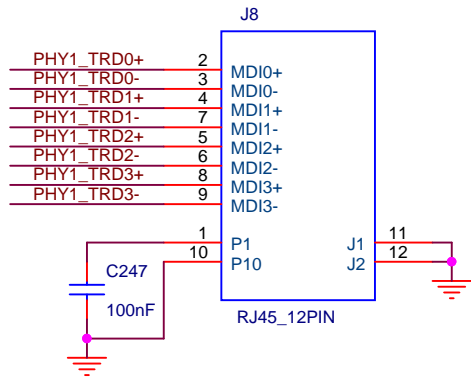 J8
PHY1_TRD0+ 2 MDI0+
PHY1_TRD0- 3 MDI0-
PHY1_TRD1+ 4 MDI1+
PHY1_TRD1- 7 MDI1-
PHY1_TRD2+ 5 MDI2+
PHY1_TRD2- 6 MDI2-
PHY1_TRD3+ 8 MDI3+
PHY1_TRD3- 9 MDI3-
1 P1 J1 11
10 P10 J2 12
C247
100nF
RJ45_12PIN